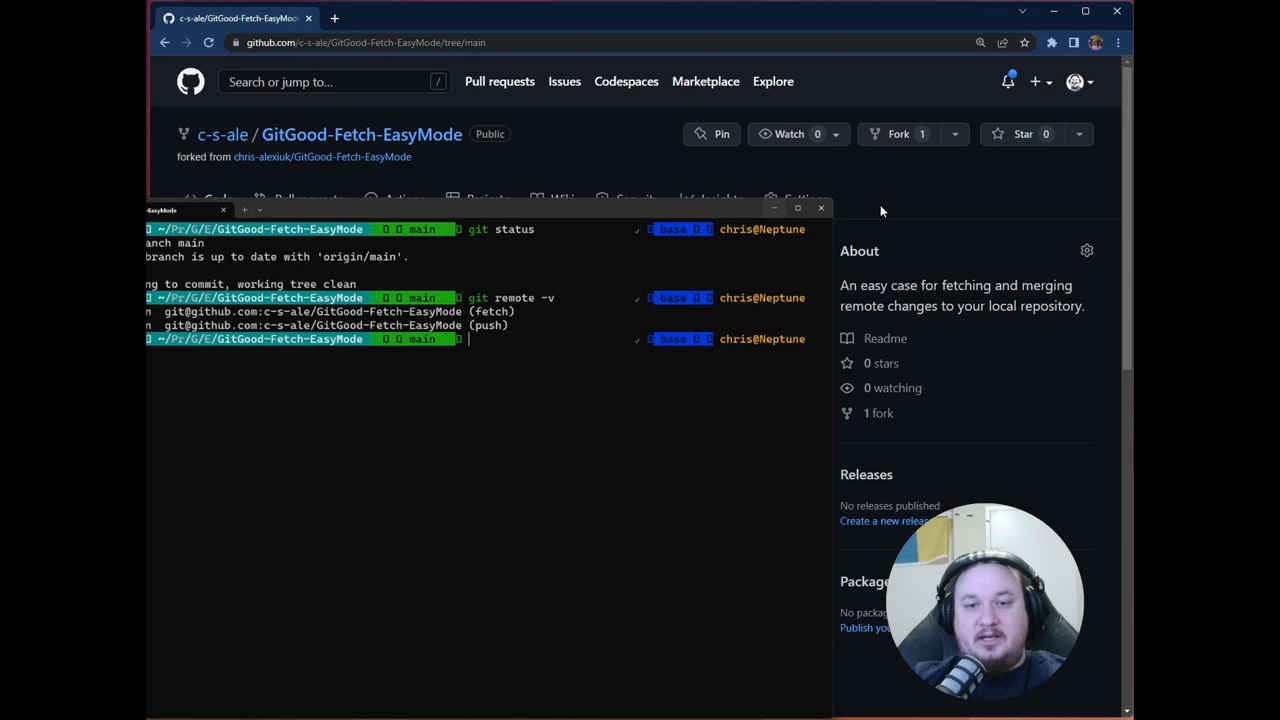 c-s-ale/GitGood-Fetch-EasyMod
github.com/c-s-ale/GitGood-Fetch-EasyMode/tree/main
Search or jump to... /
Pull requests Issues Codespaces Marketplace Explore
c-s-ale / GitGood-Fetch-EasyMode Public
Pin Watch 0 Fork 1 Star 0
forked from chris-alexiuk/GitGood-Fetch-EasyMode
-EasyMode
~/Pr/G/E/GitGood-Fetch-EasyMode main git status base chris@Neptune
anch main
branch is up to date with 'origin/main'.
ng to commit, working tree clean
~/Pr/G/E/GitGood-Fetch-EasyMode main git remote -v base chris@Neptune
n git@github.com:c-s-ale/GitGood-Fetch-EasyMode (fetch)
n git@github.com:c-s-ale/GitGood-Fetch-EasyMode (push)
~/Pr/G/E/GitGood-Fetch-EasyMode main base chris@Neptune
About
An easy case for fetching and merging
remote changes to your local repository.
Readme
0 stars
0 watching
1 fork
Releases
No releases published
Create a new relea
Package
No packag
Publish you